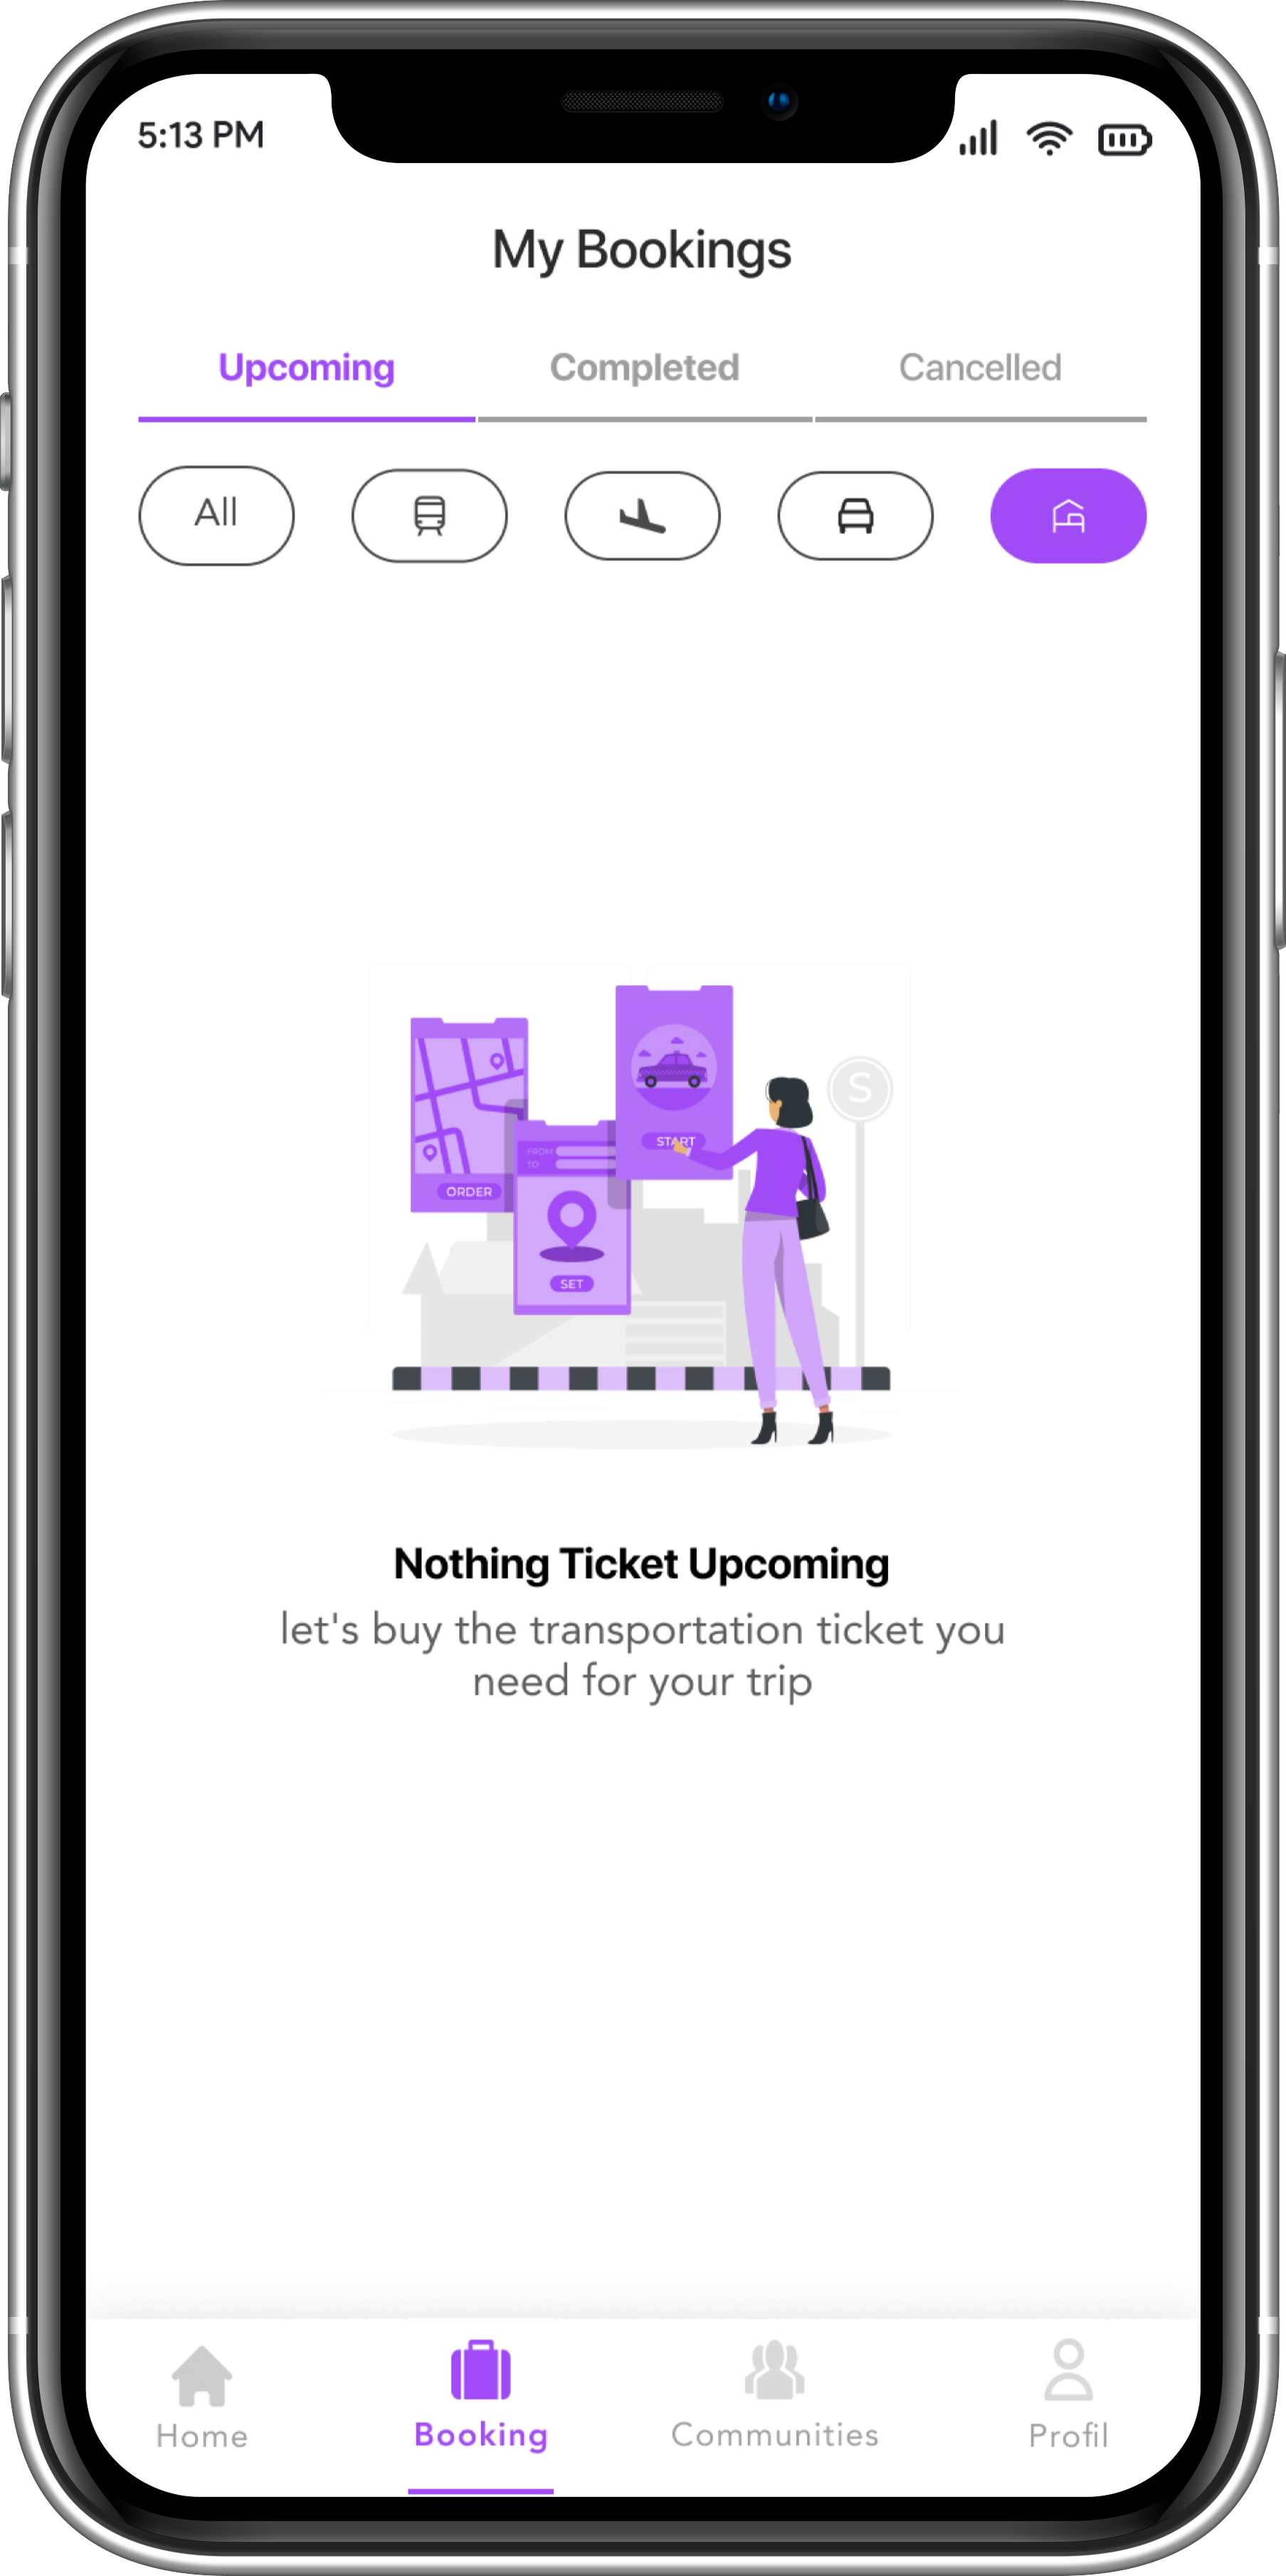 5:13 PM
My Bookings
Upcoming Completed Cancelled
All
S
START
FROM
TO
ORDER
SET
Nothing Ticket Upcoming
let's buy the transportation ticket you
need for your trip
Home Booking Communities Profil